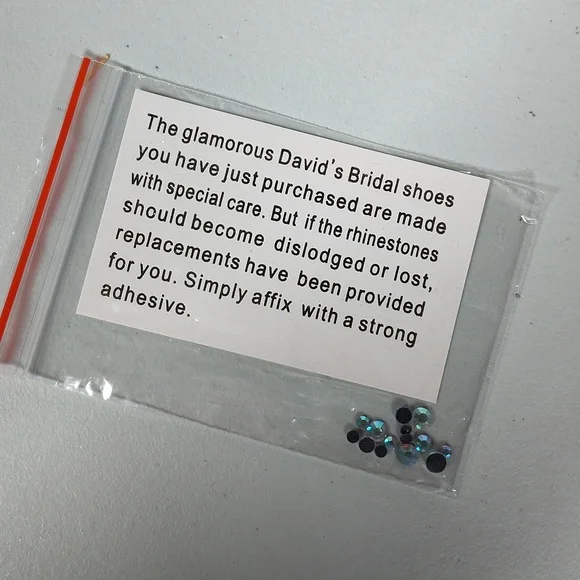 The glamorous David's Bridal shoes
you have just purchased are made
with special care. But if the rhinestones
should become dislodged or lost,
replacements have been provided
for you. Simply affix with a strong
adhesive.